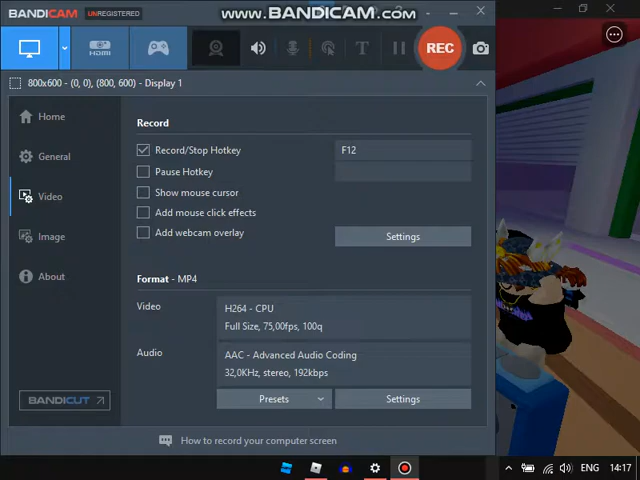 BANDICAM UNREGISTERED
www.BANDICAM.com
HDMI
T
REC
800x600 - (0, 0), (800, 600) - Display 1
Home
General
Video
Image
About
BANDICUT
Record
Record/Stop Hotkey F12
Pause Hotkey
Show mouse cursor
Add mouse click effects
Add webcam overlay
Settings
Format - MP4
Video
H264 - CPU
Full Size, 75,00fps, 100q
Audio
AAC - Advanced Audio Coding
32,0KHz, stereo, 192kbps
Presets
Settings
How to record your computer screen
ENG 14:17